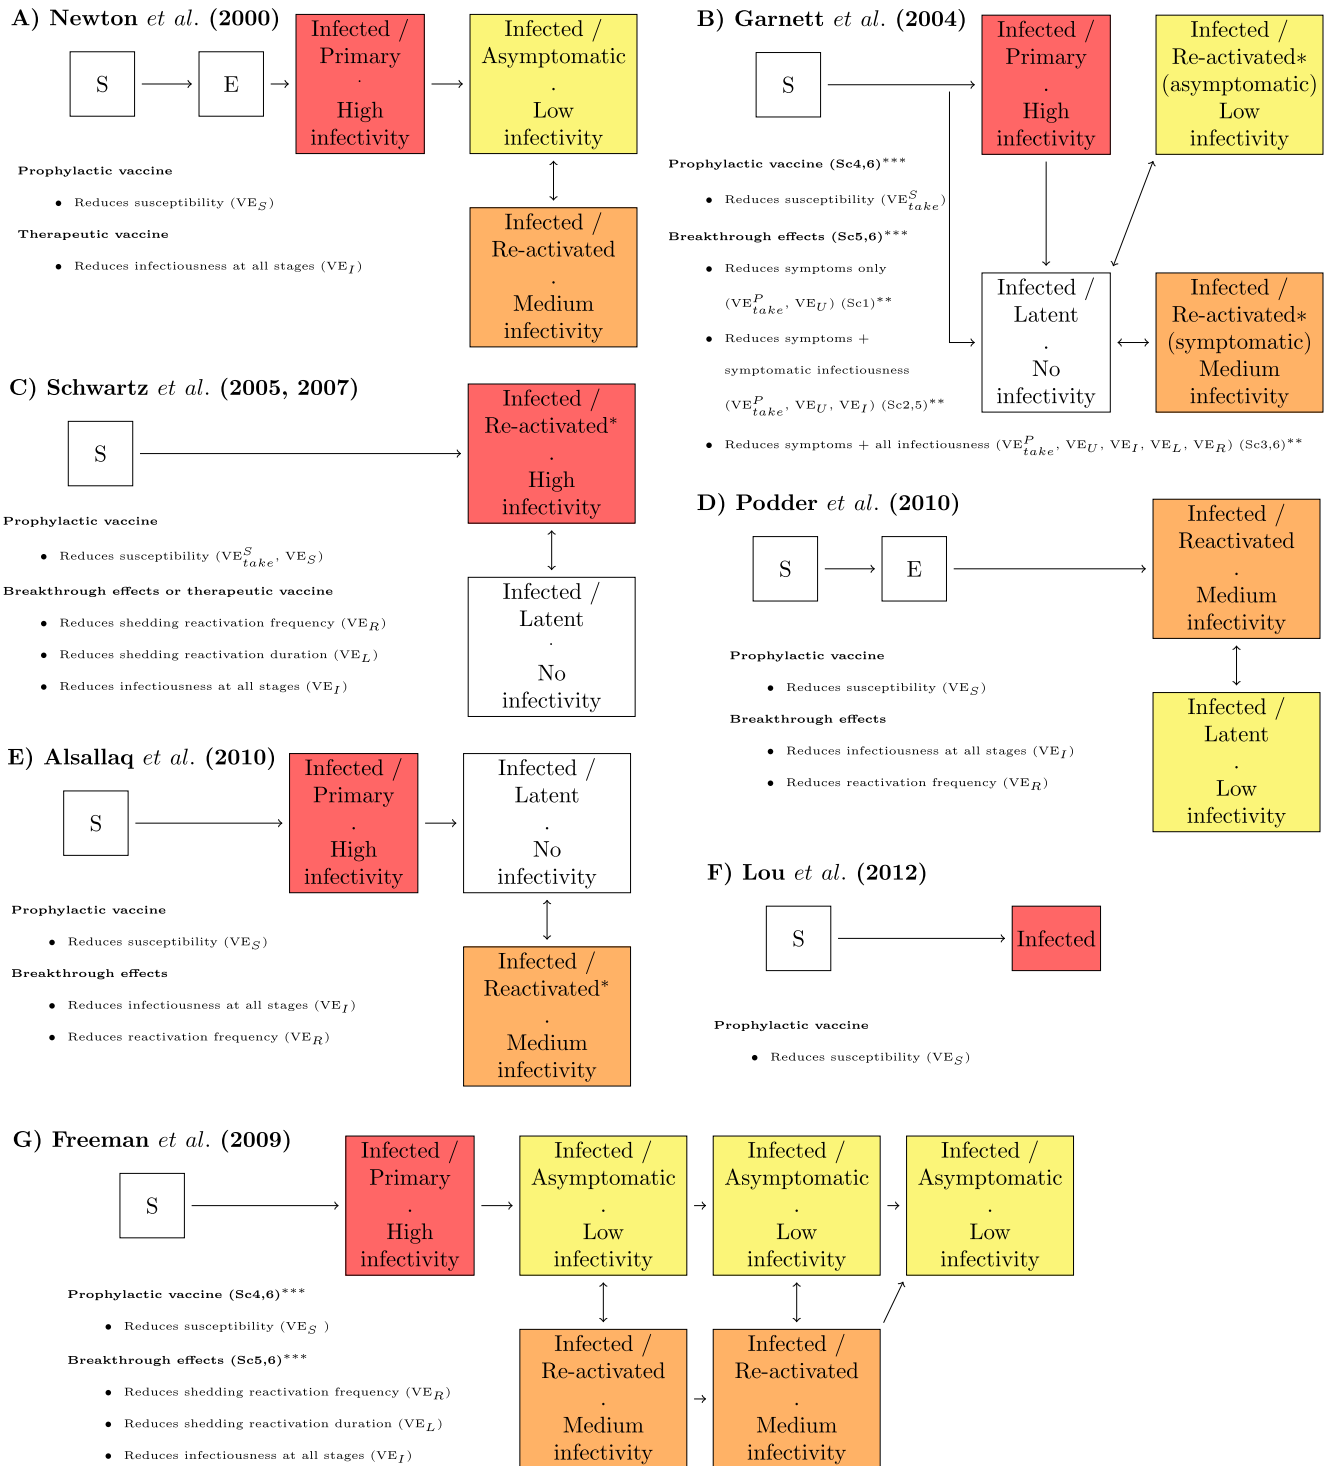 A) Newton et al. (2000)
S
E
Infected /
Primary
.
High
infectivity
Infected /
Asymptomatic
.
Low
infectivity
Infected /
Re-activated
.
Medium
infectivity
Prophylactic vaccine
• Reduces susceptibility (VE_S)
Therapeutic vaccine
• Reduces infectiousness at all stages (VE_I)
B) Garnett et al. (2004)
S
Infected /
Primary
.
High
infectivity
Infected /
Re-activated*
(asymptomatic)
Low
infectivity
Infected /
Latent
.
No
infectivity
Infected /
Re-activated*
(symptomatic)
Medium
infectivity
Prophylactic vaccine (Sc4,6)***
• Reduces susceptibility (VE^S_take)
Breakthrough effects (Sc5,6)***
• Reduces symptoms only
(VE^P_take, VE_U) (Sc1)**
• Reduces symptoms +
symptomatic infectiousness
(VE^P_take, VE_U, VE_I) (Sc2,5)**
• Reduces symptoms + all infectiousness (VE^P_take, VE_U, VE_I, VE_L, VE_R) (Sc3,6)**
C) Schwartz et al. (2005, 2007)
S
Infected /
Re-activated*
.
High
infectivity
Infected /
Latent
.
No
infectivity
Prophylactic vaccine
• Reduces susceptibility (VE^S_take, VE_S)
Breakthrough effects or therapeutic vaccine
• Reduces shedding reactivation frequency (VE_R)
• Reduces shedding reactivation duration (VE_L)
• Reduces infectiousness at all stages (VE_I)
D) Podder et al. (2010)
S
E
Infected /
Reactivated
.
Medium
infectivity
Infected /
Latent
.
Low
infectivity
Prophylactic vaccine
• Reduces susceptibility (VE_S)
Breakthrough effects
• Reduces infectiousness at all stages (VE_I)
• Reduces reactivation frequency (VE_R)
E) Alsallaq et al. (2010)
S
Infected /
Primary
.
High
infectivity
Infected /
Latent
.
No
infectivity
Infected /
Reactivated*
.
Medium
infectivity
Prophylactic vaccine
• Reduces susceptibility (VE_S)
Breakthrough effects
• Reduces infectiousness at all stages (VE_I)
• Reduces reactivation frequency (VE_R)
F) Lou et al. (2012)
S
Infected
Prophylactic vaccine
• Reduces susceptibility (VE_S)
G) Freeman et al. (2009)
S
Infected /
Primary
.
High
infectivity
Infected /
Asymptomatic
.
Low
infectivity
Infected /
Asymptomatic
.
Low
infectivity
Infected /
Asymptomatic
.
Low
infectivity
Infected /
Re-activated
.
Medium
infectivity
Infected /
Re-activated
.
Medium
infectivity
Prophylactic vaccine (Sc4,6)***
• Reduces susceptibility (VE_S )
Breakthrough effects (Sc5,6)***
• Reduces shedding reactivation frequency (VE_R)
• Reduces shedding reactivation duration (VE_L)
• Reduces infectiousness at all stages (VE_I)